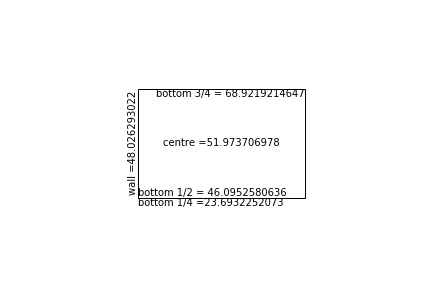 bottom 3/4 = 68.9219214647
wall =48.026293022
centre =51.973706978
bottom 1/2 = 46.0952580636
bottom 1/4 =23.6932252073